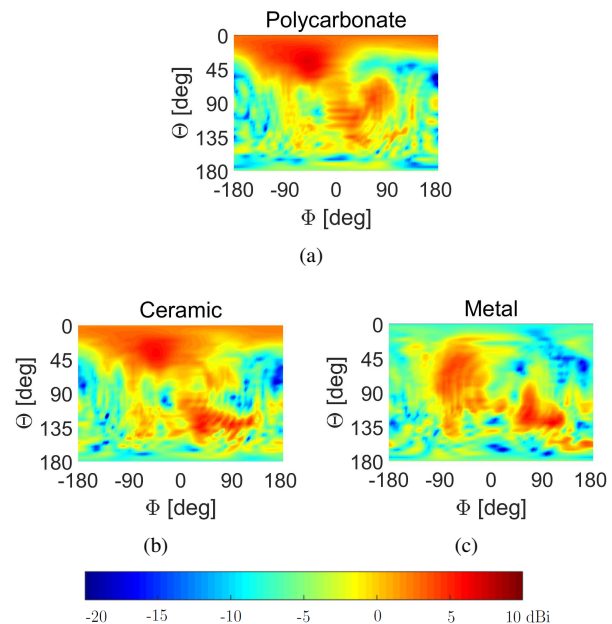 Polycarbonate
0
45
90
135
180
Θ [deg]
-180 -90 0 90 180
Φ [deg]
(a)
Ceramic
0
45
90
135
180
Θ [deg]
-180 -90 0 90 180
Φ [deg]
(b)
Metal
0
45
90
135
180
Θ [deg]
-180 -90 0 90 180
Φ [deg]
(c)
-20 -15 -10 -5 0 5 10 dBi